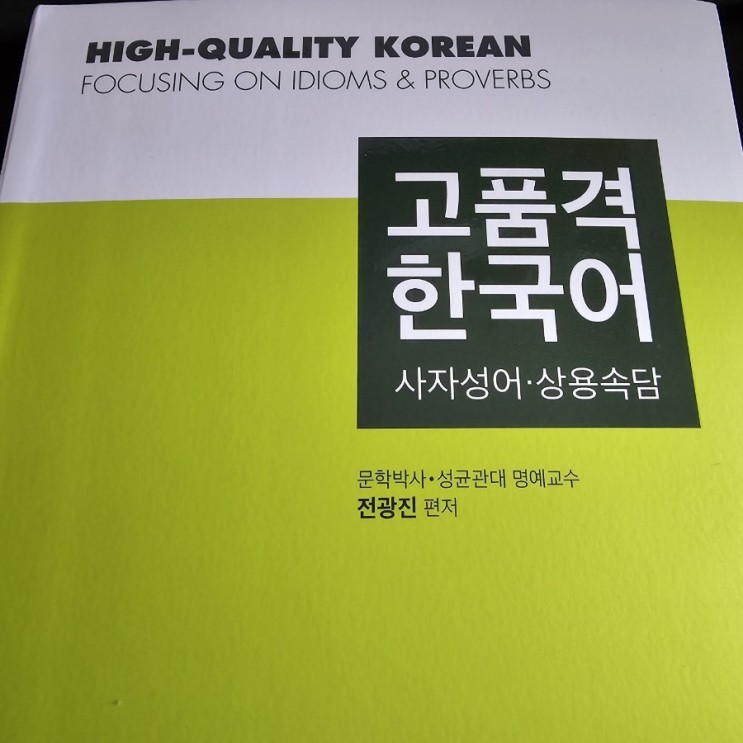 HIGH-QUALITY KOREAN
FOCUSING ON IDIOMS & PROVERBS
고품격
한국어
사자성어·상용속담
문학박사•성균관대 명예교수
전광진 편저